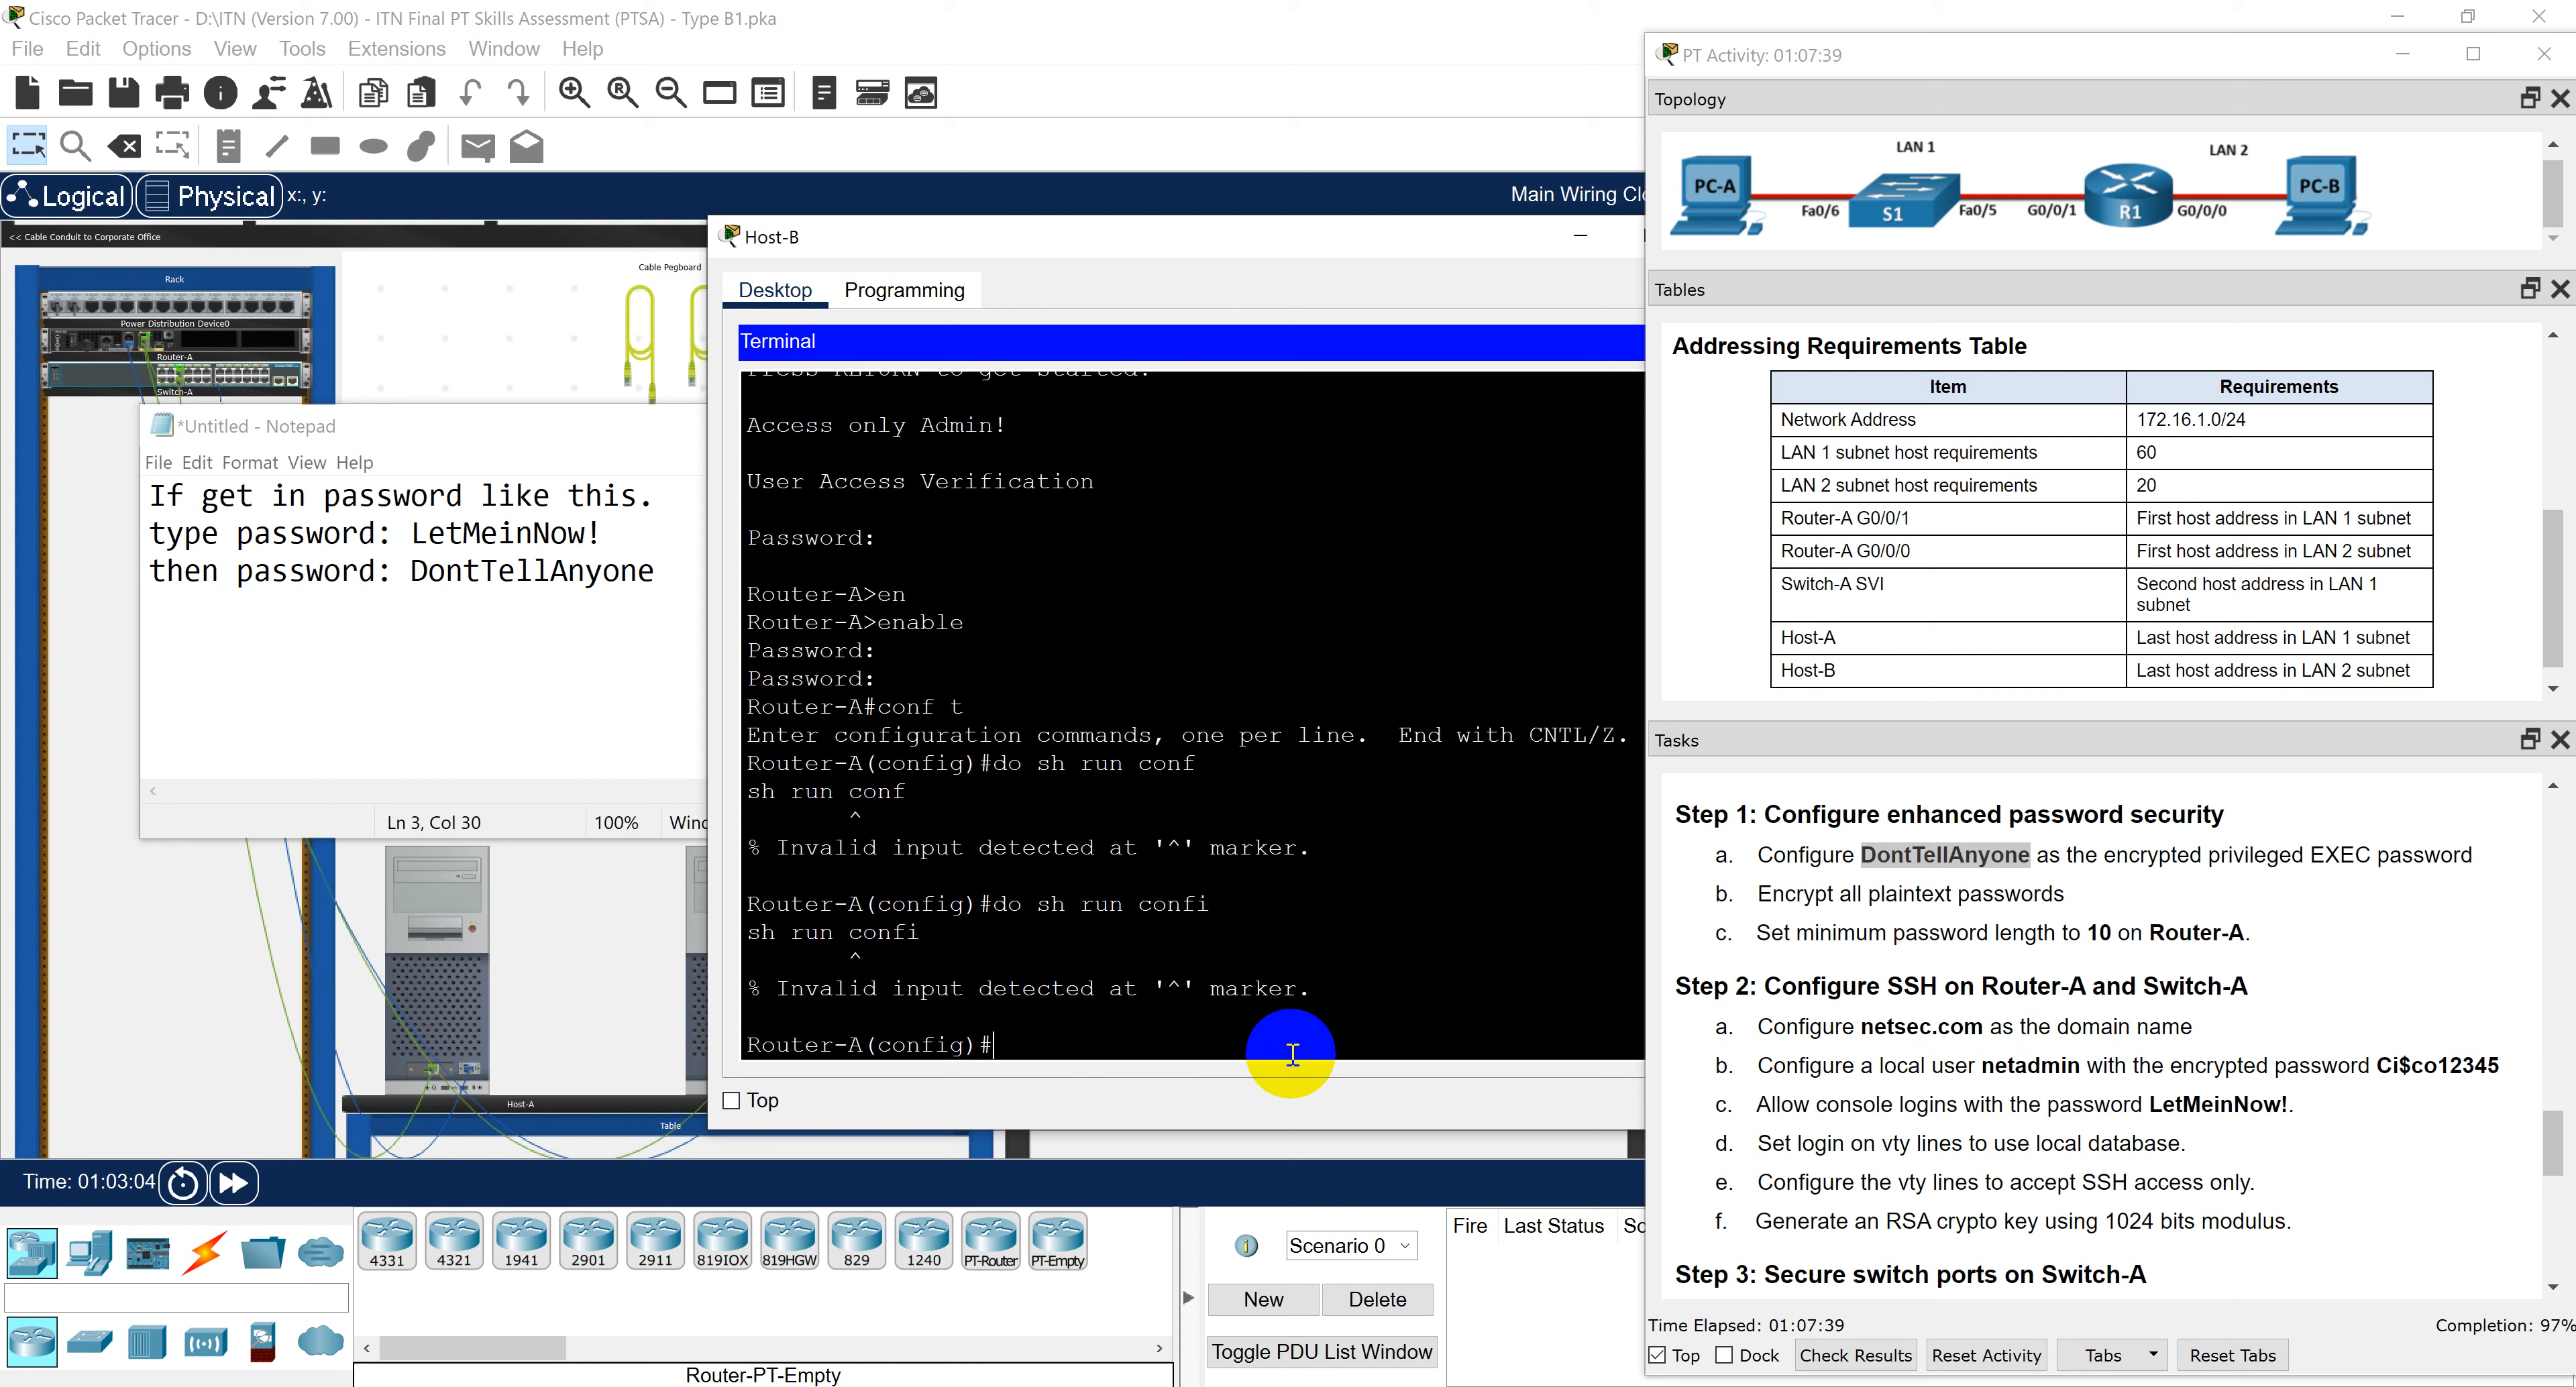 Cisco Packet Tracer - D:\ITN (Version 7.00) - ITN Final PT Skills Assessment (PTSA) - Type B1.pka
File Edit Options View Tools Extensions Window Help
Logical Physical x:, y:
Main Wiring Clo
<< Cable Conduit to Corporate Office
Rack
Power Distribution Device0
Router-A
Switch-A
Cable Pegboard
*Untitled - Notepad
File Edit Format View Help
If get in password like this.
type password: LetMeinNow!
then password: DontTellAnyone
Ln 3, Col 30
100%
Winc
Host-A
Table
Host-B
Desktop Programming
Terminal
Press RETURN to get started.
Access only Admin!
User Access Verification
Password:
Router-A>en
Router-A>enable
Password:
Password:
Router-A#conf t
Enter configuration commands, one per line.  End with CNTL/Z.
Router-A(config)#do sh run conf
sh run conf
^
% Invalid input detected at '^' marker.
Router-A(config)#do sh run confi
sh run confi
^
% Invalid input detected at '^' marker.
Router-A(config)#
Top
Time: 01:03:04
4331 4321 1941 2901 2911 819IOX 819HGW 829 1240 PT-Router PT-Empty
Router-PT-Empty
Scenario 0
New Delete
Toggle PDU List Window
Fire Last Status So
PT Activity: 01:07:39
Topology
LAN 1 LAN 2
PC-A S1 R1 PC-B
Fa0/6 Fa0/5 G0/0/1 G0/0/0
Tables
Addressing Requirements Table
Item Requirements
Network Address 172.16.1.0/24
LAN 1 subnet host requirements 60
LAN 2 subnet host requirements 20
Router-A G0/0/1 First host address in LAN 1 subnet
Router-A G0/0/0 First host address in LAN 2 subnet
Switch-A SVI Second host address in LAN 1
subnet
Host-A Last host address in LAN 1 subnet
Host-B Last host address in LAN 2 subnet
Tasks
Step 1: Configure enhanced password security
a. Configure DontTellAnyone as the encrypted privileged EXEC password
b. Encrypt all plaintext passwords
c. Set minimum password length to 10 on Router-A.
Step 2: Configure SSH on Router-A and Switch-A
a. Configure netsec.com as the domain name
b. Configure a local user netadmin with the encrypted password Ci$co12345
c. Allow console logins with the password LetMeinNow!.
d. Set login on vty lines to use local database.
e. Configure the vty lines to accept SSH access only.
f. Generate an RSA crypto key using 1024 bits modulus.
Step 3: Secure switch ports on Switch-A
Time Elapsed: 01:07:39
Completion: 97%
Top Dock Check Results Reset Activity Tabs Reset Tabs